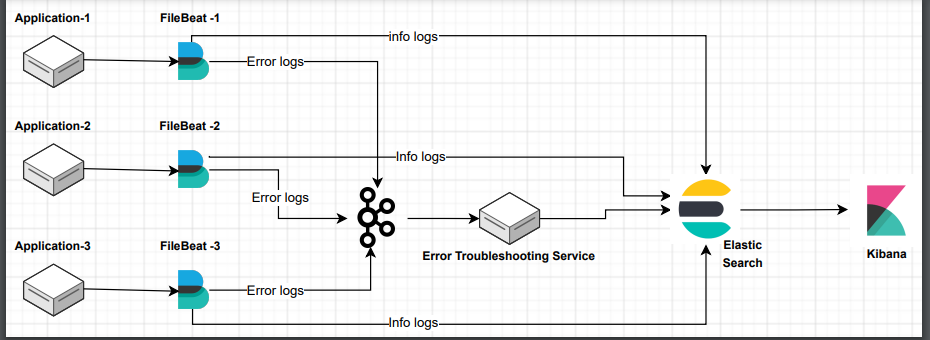 Application-1
FileBeat -1
info logs
Error logs
Application-2
FileBeat -2
Info logs
Error logs
Application-3
FileBeat -3
Error Troubleshooting Service
Elastic
Search
Kibana
Error logs
Info logs